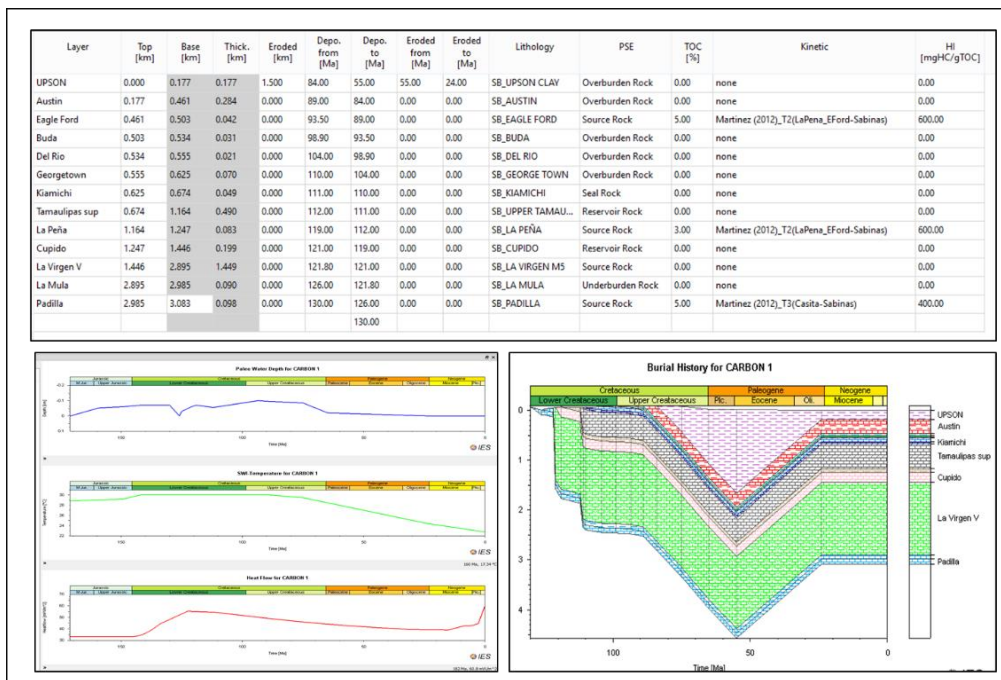 Layer Top [km] Base [km] Thick. [km] Eroded [km] Depo. from [Ma] Depo. to [Ma] Eroded from [Ma] Eroded to [Ma] Lithology PSE TOC [%] Kinetic HI [mgHC/gTOC]
UPSON 0.000 0.177 0.177 1.500 84.00 55.00 55.00 24.00 SB_UPSON CLAY Overburden Rock 0.00 none 0.00
Austin 0.177 0.461 0.284 0.000 89.00 84.00 0.00 0.00 SB_AUSTIN Overburden Rock 0.00 none 0.00
Eagle Ford 0.461 0.503 0.042 0.000 93.50 89.00 0.00 0.00 SB_EAGLE FORD Source Rock 5.00 Martinez (2012)_T2(LaPena_EFord-Sabinas) 600.00
Buda 0.503 0.534 0.031 0.000 98.90 93.50 0.00 0.00 SB_BUDA Overburden Rock 0.00 none 0.00
Del Rio 0.534 0.555 0.021 0.000 104.00 98.90 0.00 0.00 SB_DEL RIO Overburden Rock 0.00 none 0.00
Georgetown 0.555 0.625 0.070 0.000 110.00 104.00 0.00 0.00 SB_GEORGE TOWN Overburden Rock 0.00 none 0.00
Kiamichi 0.625 0.674 0.049 0.000 111.00 110.00 0.00 0.00 SB_KIAMICHI Seal Rock 0.00 none 0.00
Tamaulipas sup 0.674 1.164 0.490 0.000 112.00 111.00 0.00 0.00 SB_UPPER TAMAU... Reservoir Rock 0.00 none 0.00
La Peña 1.164 1.247 0.083 0.000 119.00 112.00 0.00 0.00 SB_LA PEÑA Source Rock 3.00 Martinez (2012)_T2(LaPena_EFord-Sabinas) 600.00
Cupido 1.247 1.446 0.199 0.000 121.00 119.00 0.00 0.00 SB_CUPIDO Reservoir Rock 0.00 none 0.00
La Virgen V 1.446 2.895 1.449 0.000 121.80 121.00 0.00 0.00 SB_LA VIRGEN M5 Source Rock 0.00 none 0.00
La Mula 2.895 2.985 0.090 0.000 126.00 121.80 0.00 0.00 SB_LA MULA Underburden Rock 0.00 none 0.00
Padilla 2.985 3.083 0.098 0.000 130.00 126.00 0.00 0.00 SB_PADILLA Source Rock 5.00 Martinez (2012)_T3(Casita-Sabinas) 400.00
130.00
Paleo Water Depth for CARBON 1
Time [Ma]
IES
SWI Temperature for CARBON 1
Time [Ma]
IES
Heat Flow for CARBON 1
Time [Ma]
IES
Burial History for CARBON 1
Cretaceous Paleogene Neogene
Lower Cretaceous Upper Cretaceous Plc. Eocene Oli. Miocene
0
1
2
3
4
UPSON
Austin
Kiamichi
Tamaulipas sup
Cupido
La Virgen V
Padilla
100 50 0
Time [Ma]